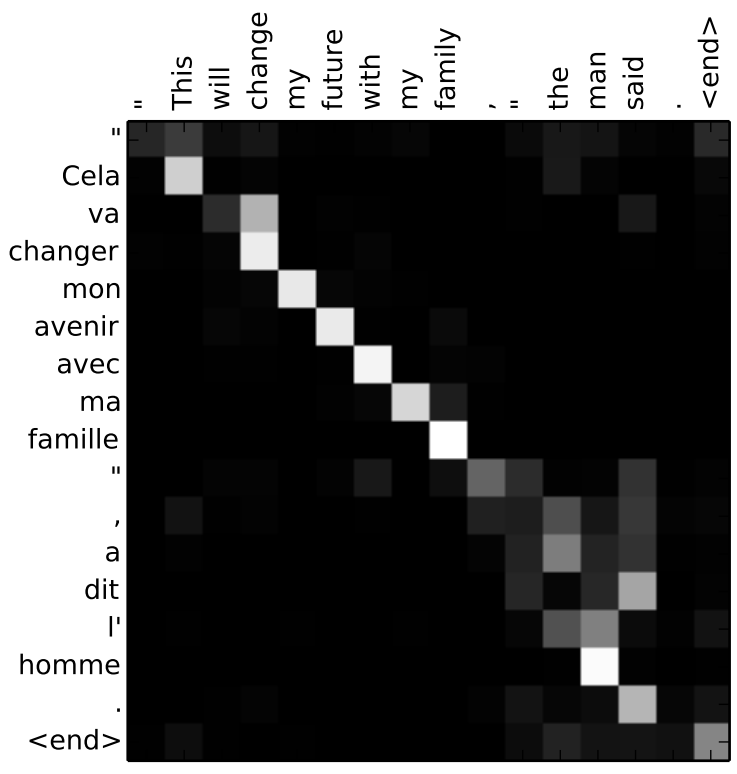 " This will change my future with my family , " the man said . <end>
"
Cela
va
changer
mon
avenir
avec
ma
famille
"
,
a
dit
l'
homme
.
<end>